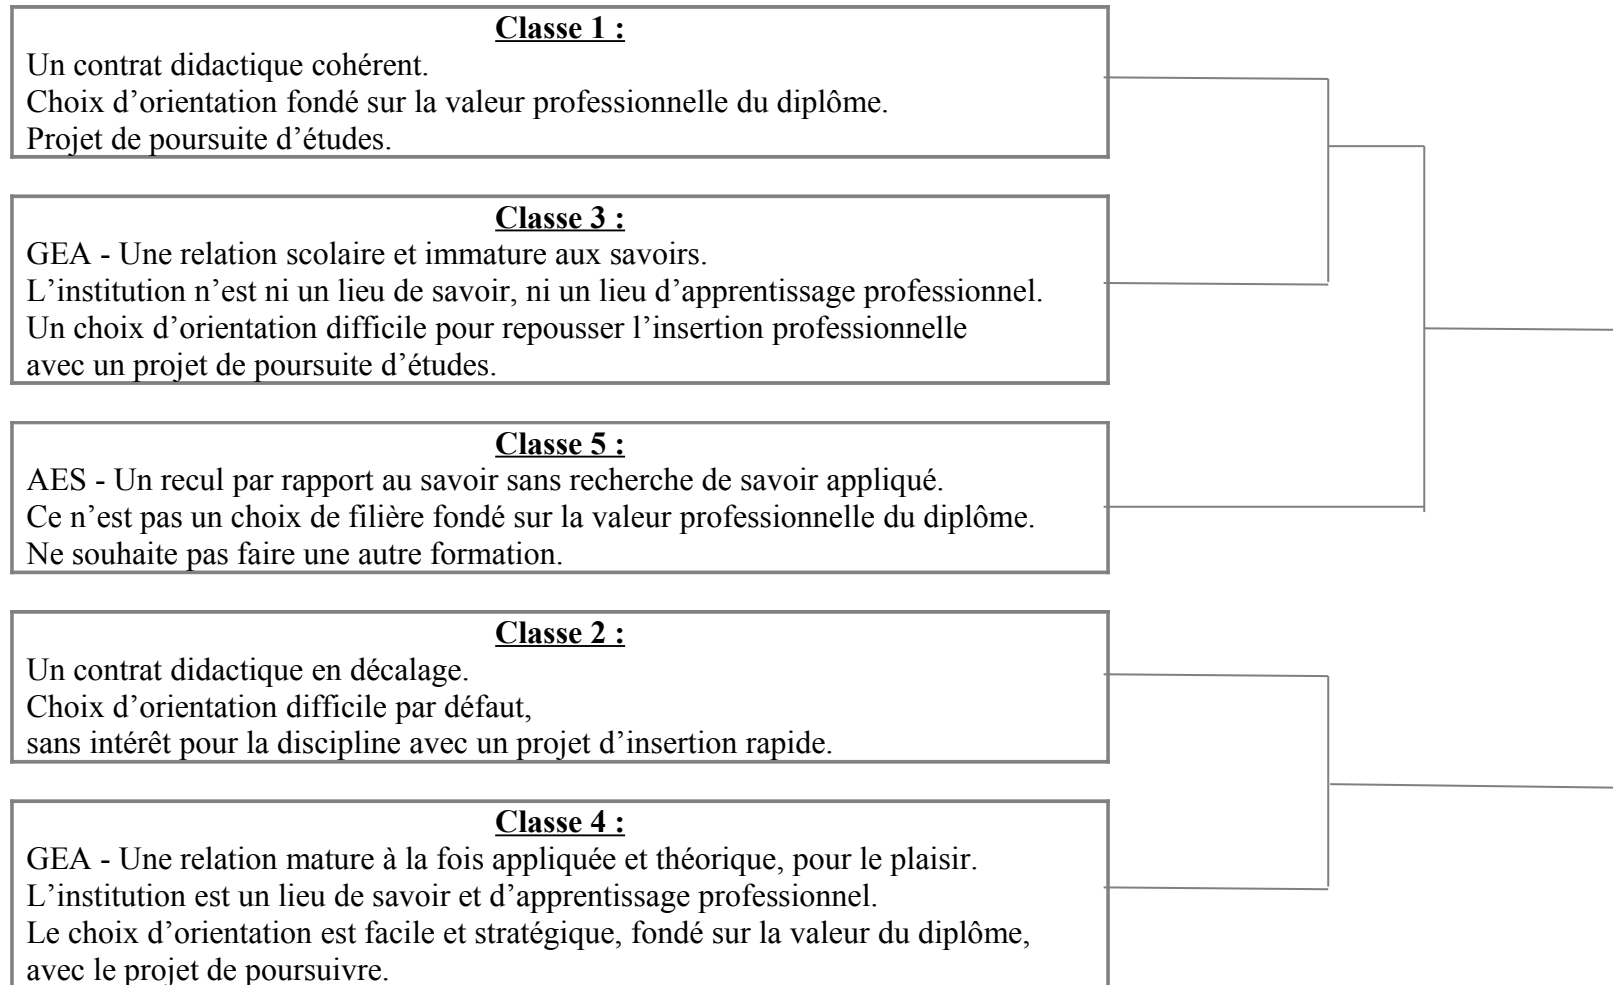 Classe 1 :
Un contrat didactique cohérent.
Choix d’orientation fondé sur la valeur professionnelle du diplôme.
Projet de poursuite d’études.
Classe 3 :
GEA - Une relation scolaire et immature aux savoirs.
L’institution n’est ni un lieu de savoir, ni un lieu d’apprentissage professionnel.
Un choix d’orientation difficile pour repousser l’insertion professionnelle
avec un projet de poursuite d’études.
Classe 5 :
AES - Un recul par rapport au savoir sans recherche de savoir appliqué.
Ce n’est pas un choix de filière fondé sur la valeur professionnelle du diplôme.
Ne souhaite pas faire une autre formation.
Classe 2 :
Un contrat didactique en décalage.
Choix d’orientation difficile par défaut,
sans intérêt pour la discipline avec un projet d’insertion rapide.
Classe 4 :
GEA - Une relation mature à la fois appliquée et théorique, pour le plaisir.
L’institution est un lieu de savoir et d’apprentissage professionnel.
Le choix d’orientation est facile et stratégique, fondé sur la valeur du diplôme,
avec le projet de poursuivre.